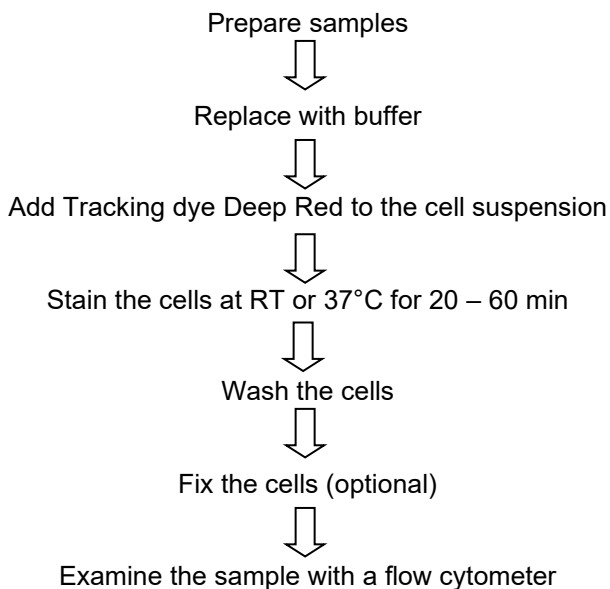 Prepare samples
Replace with buffer
Add Tracking dye Deep Red to the cell suspension
Stain the cells at RT or 37°C for 20 – 60 min
Wash the cells
Fix the cells (optional)
Examine the sample with a flow cytometer